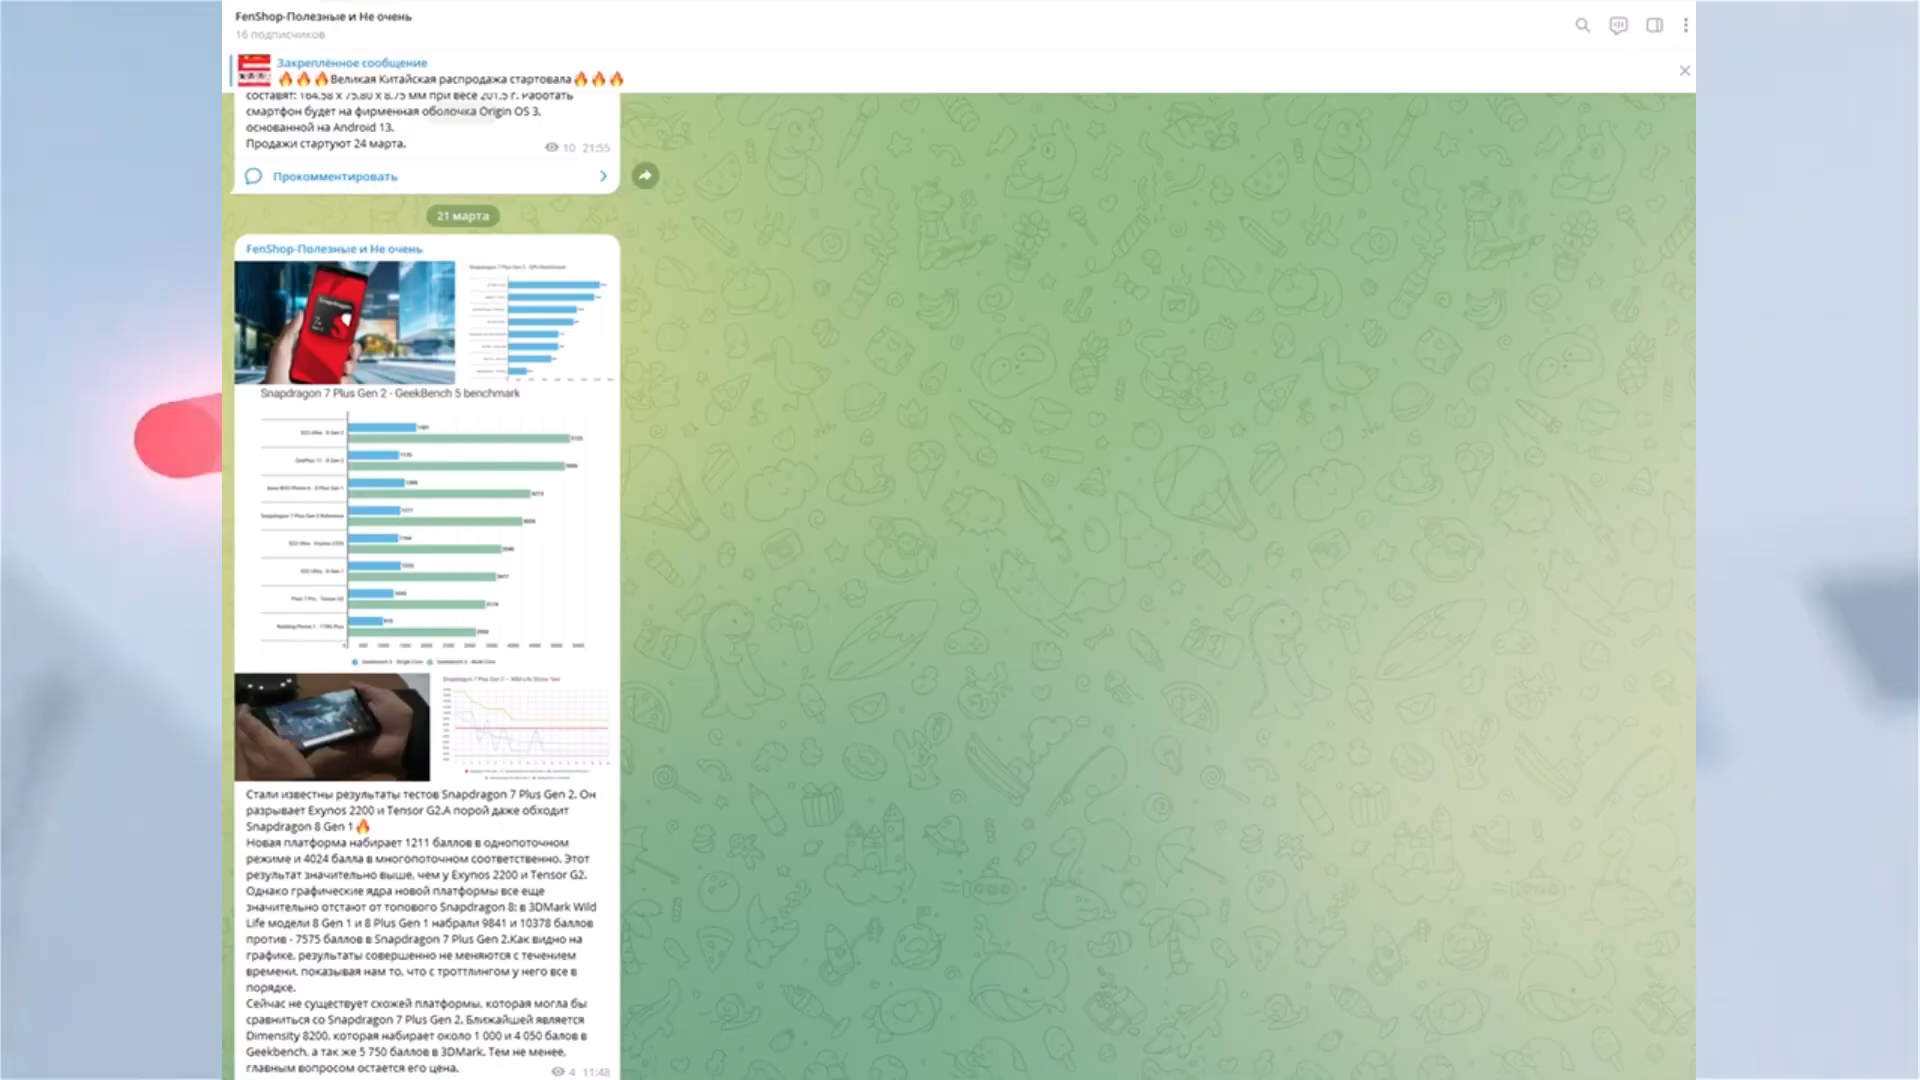 FenShop-Полезные и Не очень
16 подписчиков
Закреплённое сообщение
🔥🔥🔥Великая Китайская распродажа стартовала🔥🔥🔥
составят: 164.58 x 75.80 x 8.75 мм при весе 201.5 г. Работать
смартфон будет на фирменная оболочка Origin OS 3,
основанной на Android 13.
Продажи стартуют 24 марта.
10 21:55
Прокомментировать
21 марта
FenShop-Полезные и Не очень
Snapdragon 7 Plus Gen 2 - GeekBench 5 benchmark
Стали известны результаты тестов Snapdragon 7 Plus Gen 2. Он
разрывает Exynos 2200 и Tensor G2.А порой даже обходит
Snapdragon 8 Gen 1🔥
Новая платформа набирает 1211 баллов в однопоточном
режиме и 4024 балла в многопоточном соответственно. Этот
результат значительно выше, чем у Exynos 2200 и Tensor G2.
Однако графические ядра новой платформы все еще
значительно отстают от топового Snapdragon 8: в 3DMark Wild
Life модели 8 Gen 1 и 8 Plus Gen 1 набрали 9841 и 10378 баллов
против - 7575 баллов в Snapdragon 7 Plus Gen 2.Как видно на
графике, результаты совершенно не меняются с течением
времени, показывая нам то, что с троттлингом у него все в
порядке.
Сейчас не существует схожей платформы, которая могла бы
сравниться со Snapdragon 7 Plus Gen 2. Ближайшей является
Dimensity 8200, которая набирает около 1 000 и 4 050 балов в
Geekbench, а так же 5 750 баллов в 3DMark. Тем не менее,
главным вопросом остается его цена.
4 11:48